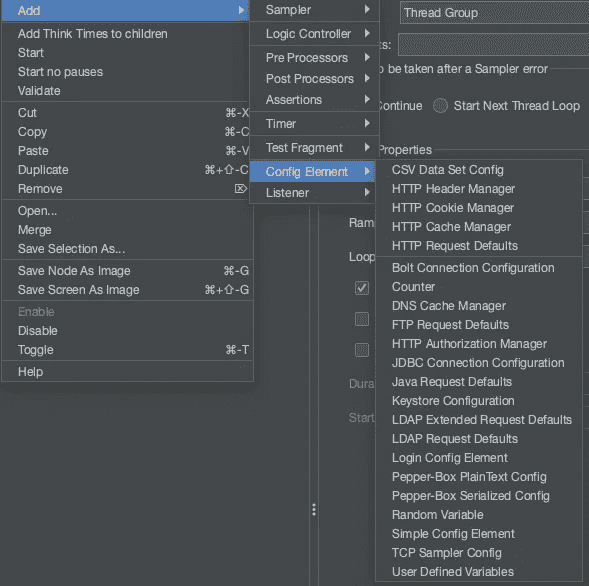 Add
Add Think Times to children
Start
Start no pauses
Validate
Cut ⌘-X
Copy ⌘-C
Paste ⌘-V
Duplicate ⌘+⇧-C
Remove ⌦
Open...
Merge
Save Selection As...
Save Node As Image ⌘-G
Save Screen As Image ⌘+⇧-G
Enable
Disable
Toggle ⌘-T
Help
Sampler
Logic Controller
Pre Processors
Post Processors
Assertions
Timer
Test Fragment
Config Element
Listener
Thread Group
ts:
o be taken after a Sampler error
Continue
Start Next Thread Loop
Properties
Ram
Loop
Dura
Start
CSV Data Set Config
HTTP Header Manager
HTTP Cookie Manager
HTTP Cache Manager
HTTP Request Defaults
Bolt Connection Configuration
Counter
DNS Cache Manager
FTP Request Defaults
HTTP Authorization Manager
JDBC Connection Configuration
Java Request Defaults
Keystore Configuration
LDAP Extended Request Defaults
LDAP Request Defaults
Login Config Element
Pepper-Box PlainText Config
Pepper-Box Serialized Config
Random Variable
Simple Config Element
TCP Sampler Config
User Defined Variables